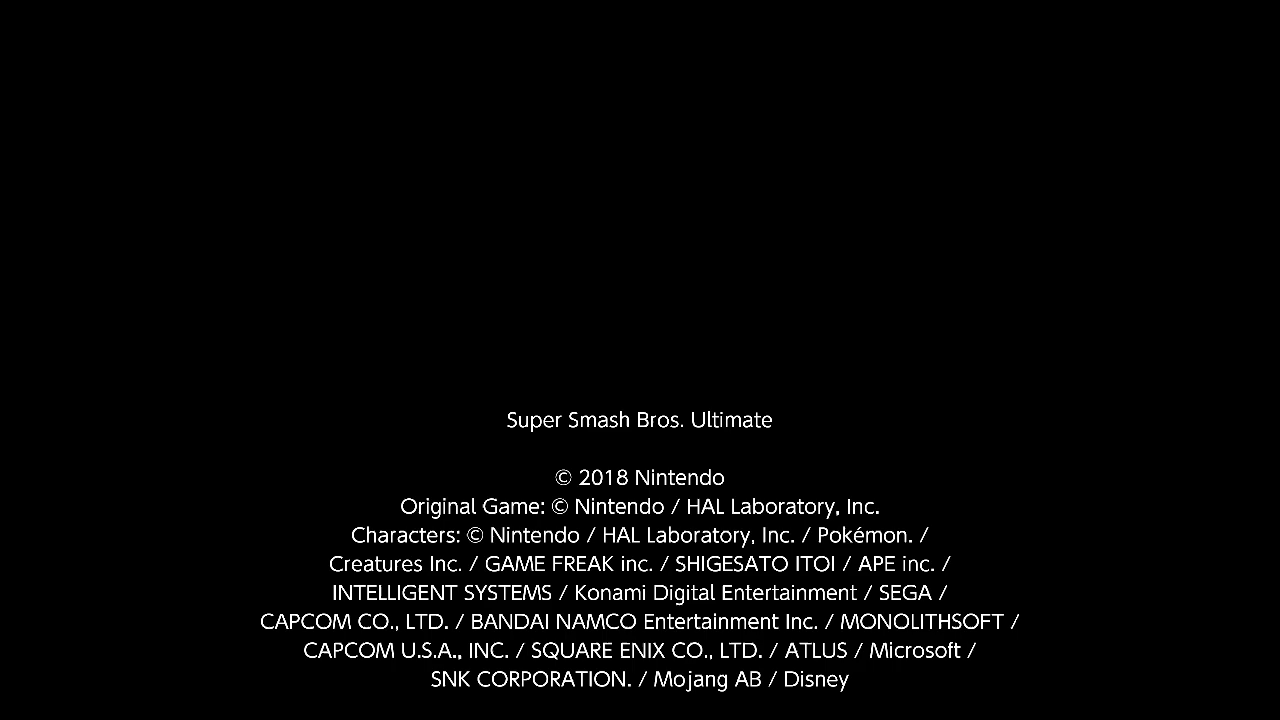 Super Smash Bros. Ultimate
© 2018 Nintendo
Original Game: © Nintendo / HAL Laboratory, Inc.
Characters: © Nintendo / HAL Laboratory, Inc. / Pokémon. /
Creatures Inc. / GAME FREAK inc. / SHIGESATO ITOI / APE inc. /
INTELLIGENT SYSTEMS / Konami Digital Entertainment / SEGA /
CAPCOM CO., LTD. / BANDAI NAMCO Entertainment Inc. / MONOLITHSOFT /
CAPCOM U.S.A., INC. / SQUARE ENIX CO., LTD. / ATLUS / Microsoft /
SNK CORPORATION. / Mojang AB / Disney